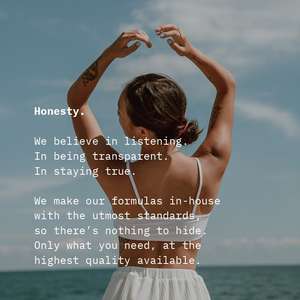 Honesty.
We believe in listening.
In being transparent.
In staying true.
We make our formulas in-house
with the utmost standards,
so there's nothing to hide.
Only what you need, at the
highest quality available.